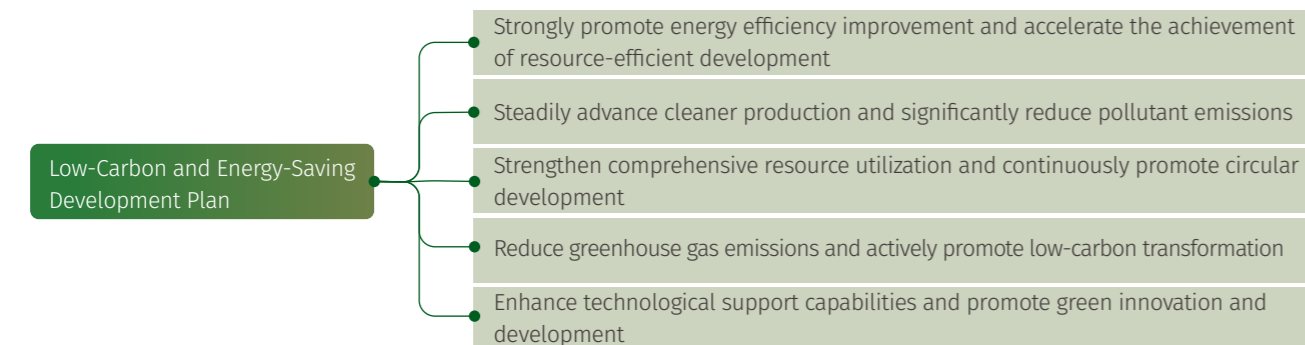 Low-Carbon and Energy-Saving
Development Plan
Strongly promote energy efficiency improvement and accelerate the achievement
of resource-efficient development
Steadily advance cleaner production and significantly reduce pollutant emissions
Strengthen comprehensive resource utilization and continuously promote circular
development
Reduce greenhouse gas emissions and actively promote low-carbon transformation
Enhance technological support capabilities and promote green innovation and
development